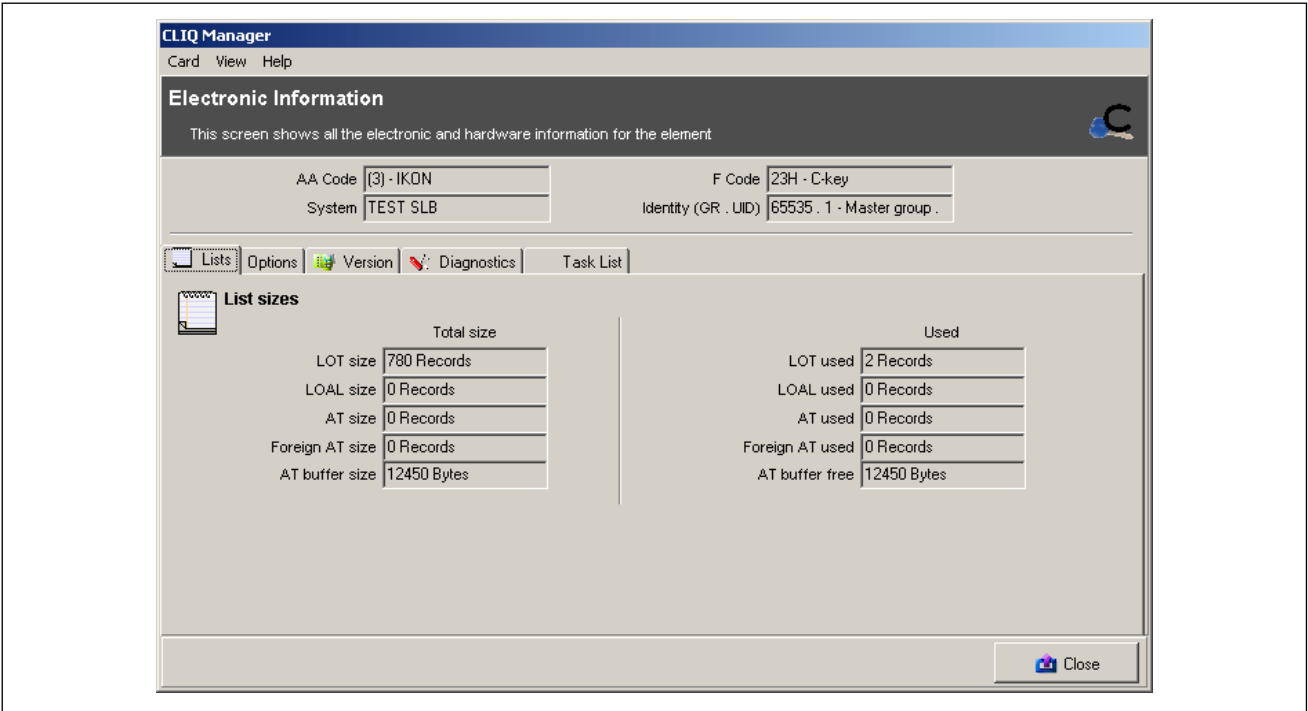 CLIQ Manager
Card View Help
Electronic Information
This screen shows all the electronic and hardware information for the element
AA Code (3) - IKON F Code 23H - C-key
System TEST SLB Identity (GR . UID) 65535 . 1 - Master group .
Lists Options Version Diagnostics Task List
List sizes
Total size Used
LOT size 780 Records LOT used 2 Records
LOAL size 0 Records LOAL used 0 Records
AT size 0 Records AT used 0 Records
Foreign AT size 0 Records Foreign AT used 0 Records
AT buffer size 12450 Bytes AT buffer free 12450 Bytes
Close